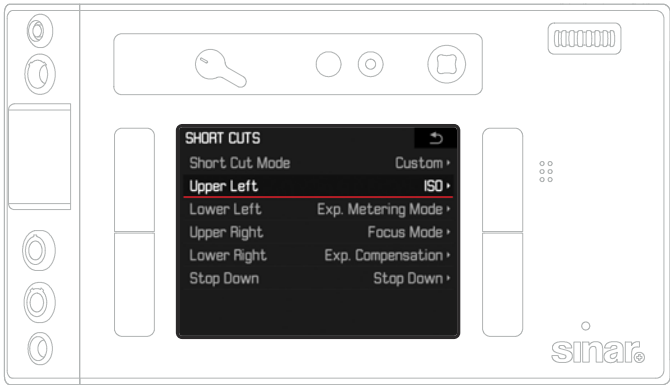 SHORT CUTS
Short Cut Mode Custom
Upper Left ISO
Lower Left Exp. Metering Mode
Upper Right Focus Mode
Lower Right Exp. Compensation
Stop Down Stop Down
sınar